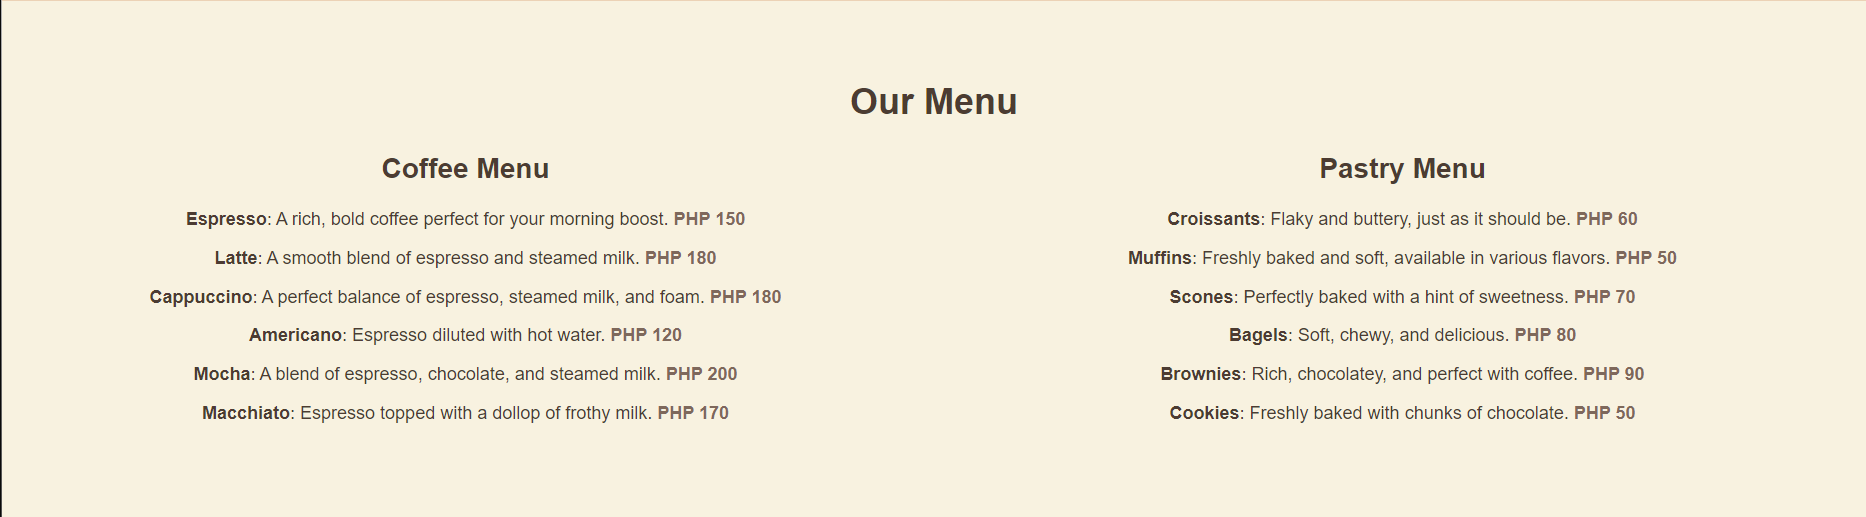 Our Menu
Coffee Menu
Espresso: A rich, bold coffee perfect for your morning boost. PHP 150
Latte: A smooth blend of espresso and steamed milk. PHP 180
Cappuccino: A perfect balance of espresso, steamed milk, and foam. PHP 180
Americano: Espresso diluted with hot water. PHP 120
Mocha: A blend of espresso, chocolate, and steamed milk. PHP 200
Macchiato: Espresso topped with a dollop of frothy milk. PHP 170
Pastry Menu
Croissants: Flaky and buttery, just as it should be. PHP 60
Muffins: Freshly baked and soft, available in various flavors. PHP 50
Scones: Perfectly baked with a hint of sweetness. PHP 70
Bagels: Soft, chewy, and delicious. PHP 80
Brownies: Rich, chocolatey, and perfect with coffee. PHP 90
Cookies: Freshly baked with chunks of chocolate. PHP 50